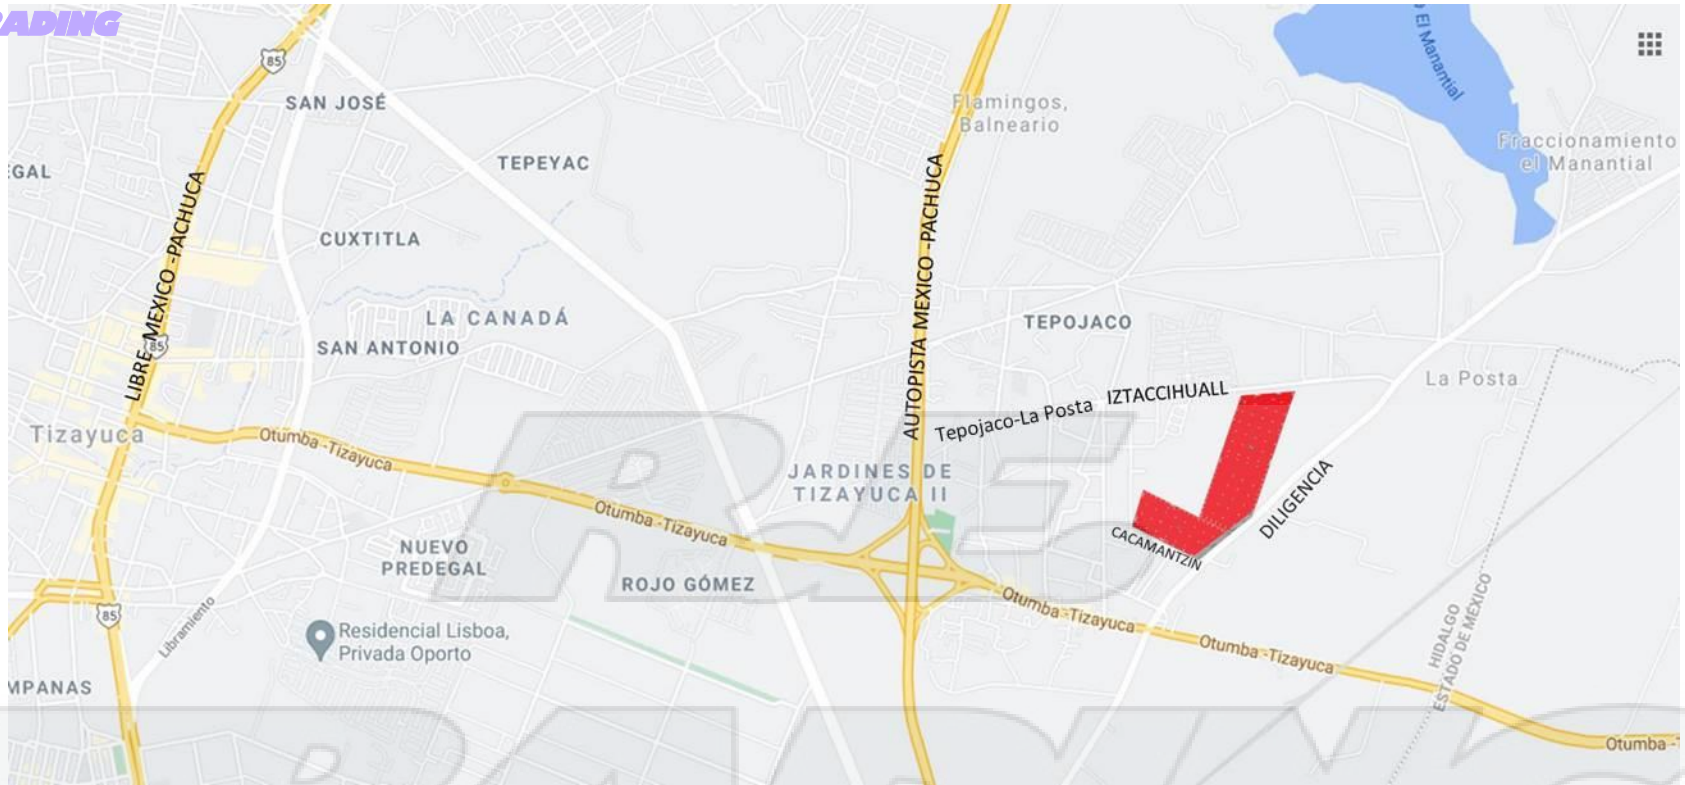 RADING
85
SAN JOSÉ
Flamingos,
Balneario
El Manantial
Fraccionamiento
el Manantial
EGAL
TEPEYAC
LIBRE MEXICO -PACHUCA
AUTOPISTA MEXICO -PACHUCA
CUXTITLA
LA CANADÁ
TEPOJACO
85
SAN ANTONIO
La Posta
IZTACCIHUALL
Tepojaco-La Posta
Tizayuca
Otumba -Tizayuca
JARDINES DE
TIZAYUCA II
Otumba -Tizayuca
DILIGENCIA
CACAMANTZIN
NUEVO
PREDEGAL
ROJO GÓMEZ
Otumba -Tizayuca
85
Libramiento
Residencial Lisboa,
Privada Oporto
Otumba -Tizayuca
HIDALGO
ESTADO DE MÉXICO
MPANAS
Otumba -T